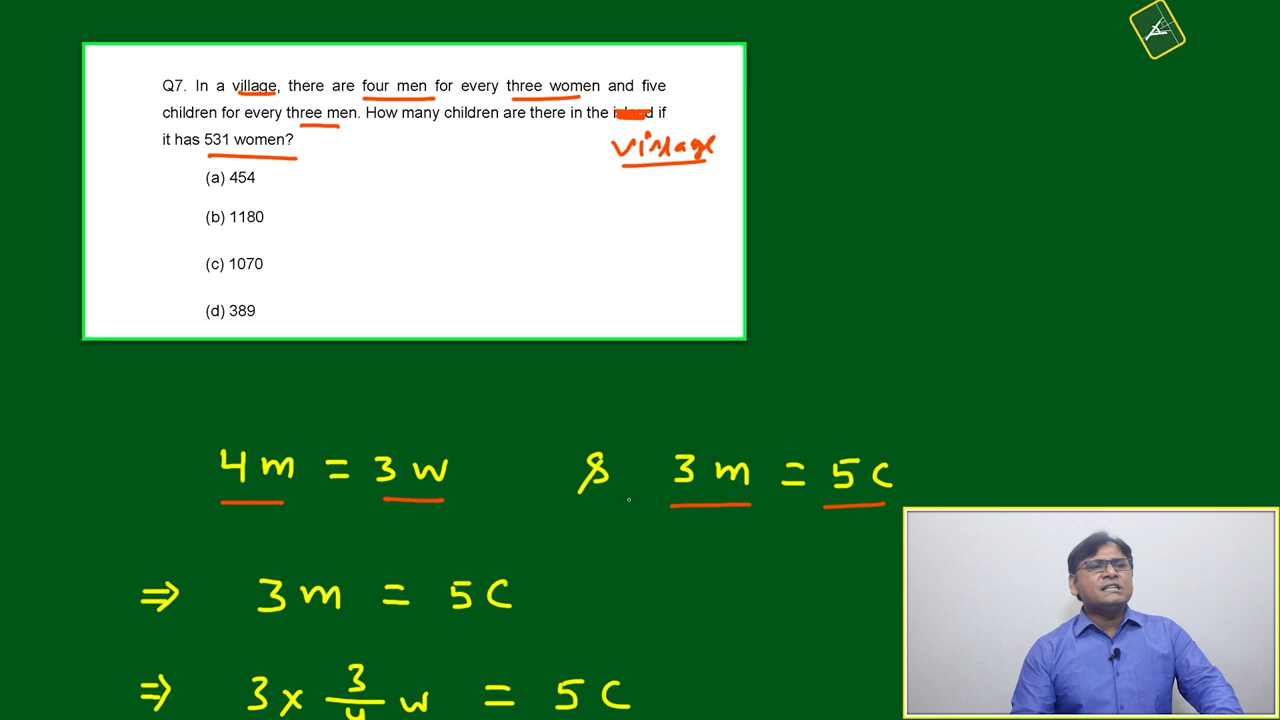 Q7. In a village, there are four men for every three women and five
children for every three men. How many children are there in the island if
it has 531 women?
village
(a) 454
(b) 1180
(c) 1070
(d) 389
4m = 3w & 3m = 5c
⇒ 3m = 5c
⇒ 3 × 3/4 w = 5c